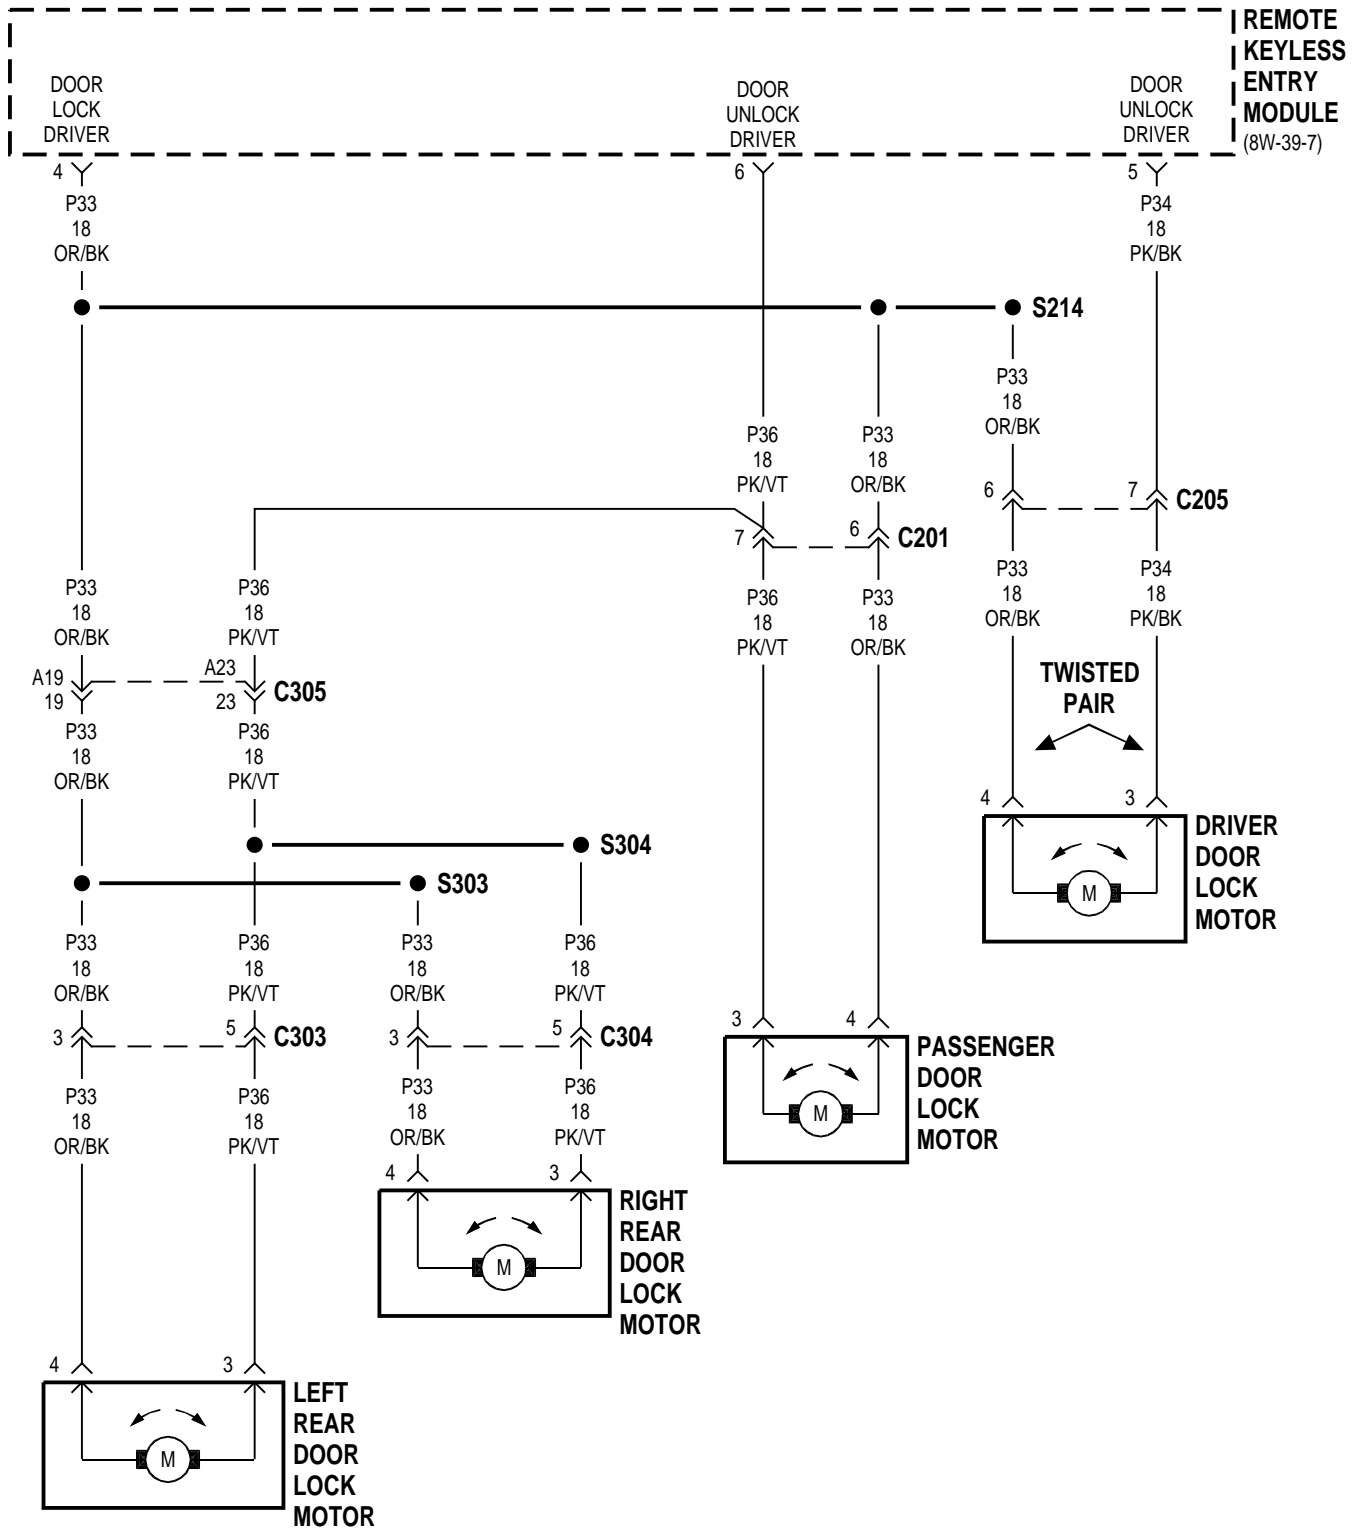 REMOTE
KEYLESS
ENTRY
MODULE
(8W-39-7)
DOOR
LOCK
DRIVER
DOOR
UNLOCK
DRIVER
DOOR
UNLOCK
DRIVER
4
6
5
P33
18
OR/BK
P34
18
PK/BK
S214
P33
18
OR/BK
P36
18
PK/VT
P33
18
OR/BK
6
7
C205
7
6
C201
P33
18
OR/BK
P34
18
PK/BK
P33
18
OR/BK
P36
18
PK/VT
P36
18
PK/VT
P33
18
OR/BK
A19
19
A23
23
C305
TWISTED
PAIR
P33
18
OR/BK
P36
18
PK/VT
4
3
DRIVER
DOOR
LOCK
MOTOR
M
S304
S303
P33
18
OR/BK
P36
18
PK/VT
P33
18
OR/BK
P36
18
PK/VT
3
5
C303
3
5
C304
3
4
PASSENGER
DOOR
LOCK
MOTOR
M
P33
18
OR/BK
P36
18
PK/VT
P33
18
OR/BK
P36
18
PK/VT
4
3
RIGHT
REAR
DOOR
LOCK
MOTOR
M
4
3
LEFT
REAR
DOOR
LOCK
MOTOR
M